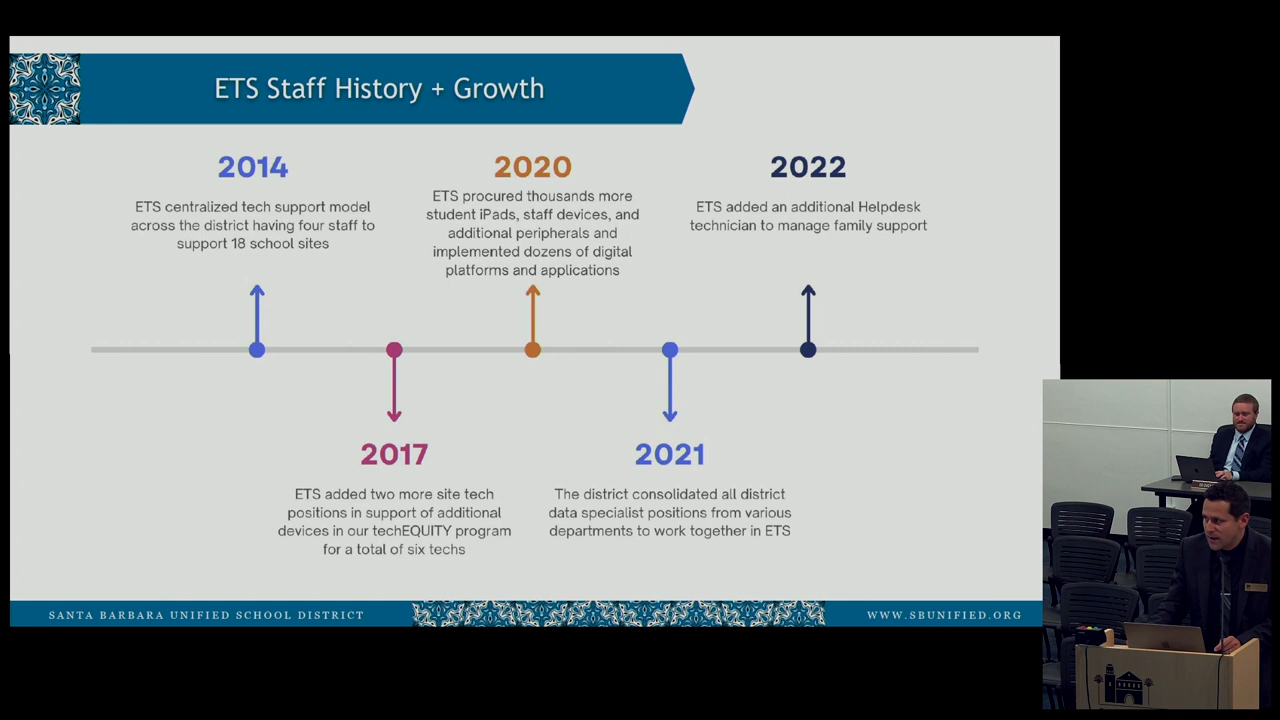 ETS Staff History + Growth
2014
ETS centralized tech support model
across the district having four staff to
support 18 school sites
2020
ETS procured thousands more
student iPads, staff devices, and
additional peripherals and
implemented dozens of digital
platforms and applications
2022
ETS added an additional Helpdesk
technician to manage family support
2017
ETS added two more site tech
positions in support of additional
devices in our techEQUITY program
for a total of six techs
2021
The district consolidated all district
data specialist positions from various
departments to work together in ETS
SANTA BARBARA UNIFIED SCHOOL DISTRICT
WWW.SBUNIFIED.ORG